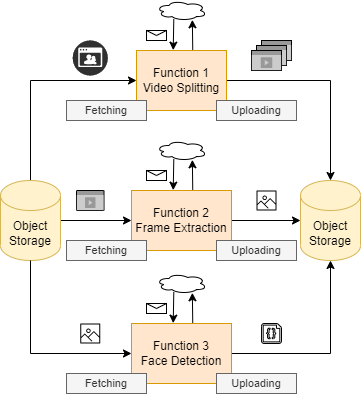 Function 1
Video Splitting
Fetching
Uploading
Object
Storage
Function 2
Frame Extraction
Fetching
Uploading
Object
Storage
Function 3
Face Detection
Fetching
Uploading